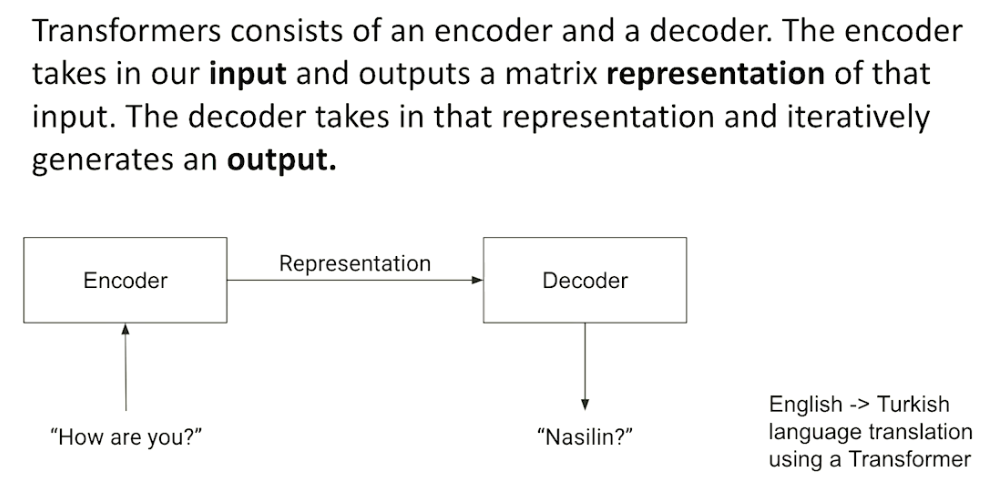 Transformers consists of an encoder and a decoder. The encoder
takes in our input and outputs a matrix representation of that
input. The decoder takes in that representation and iteratively
generates an output.
Encoder
Representation
Decoder
“How are you?”
“Nasilin?”
English -> Turkish
language translation
using a Transformer